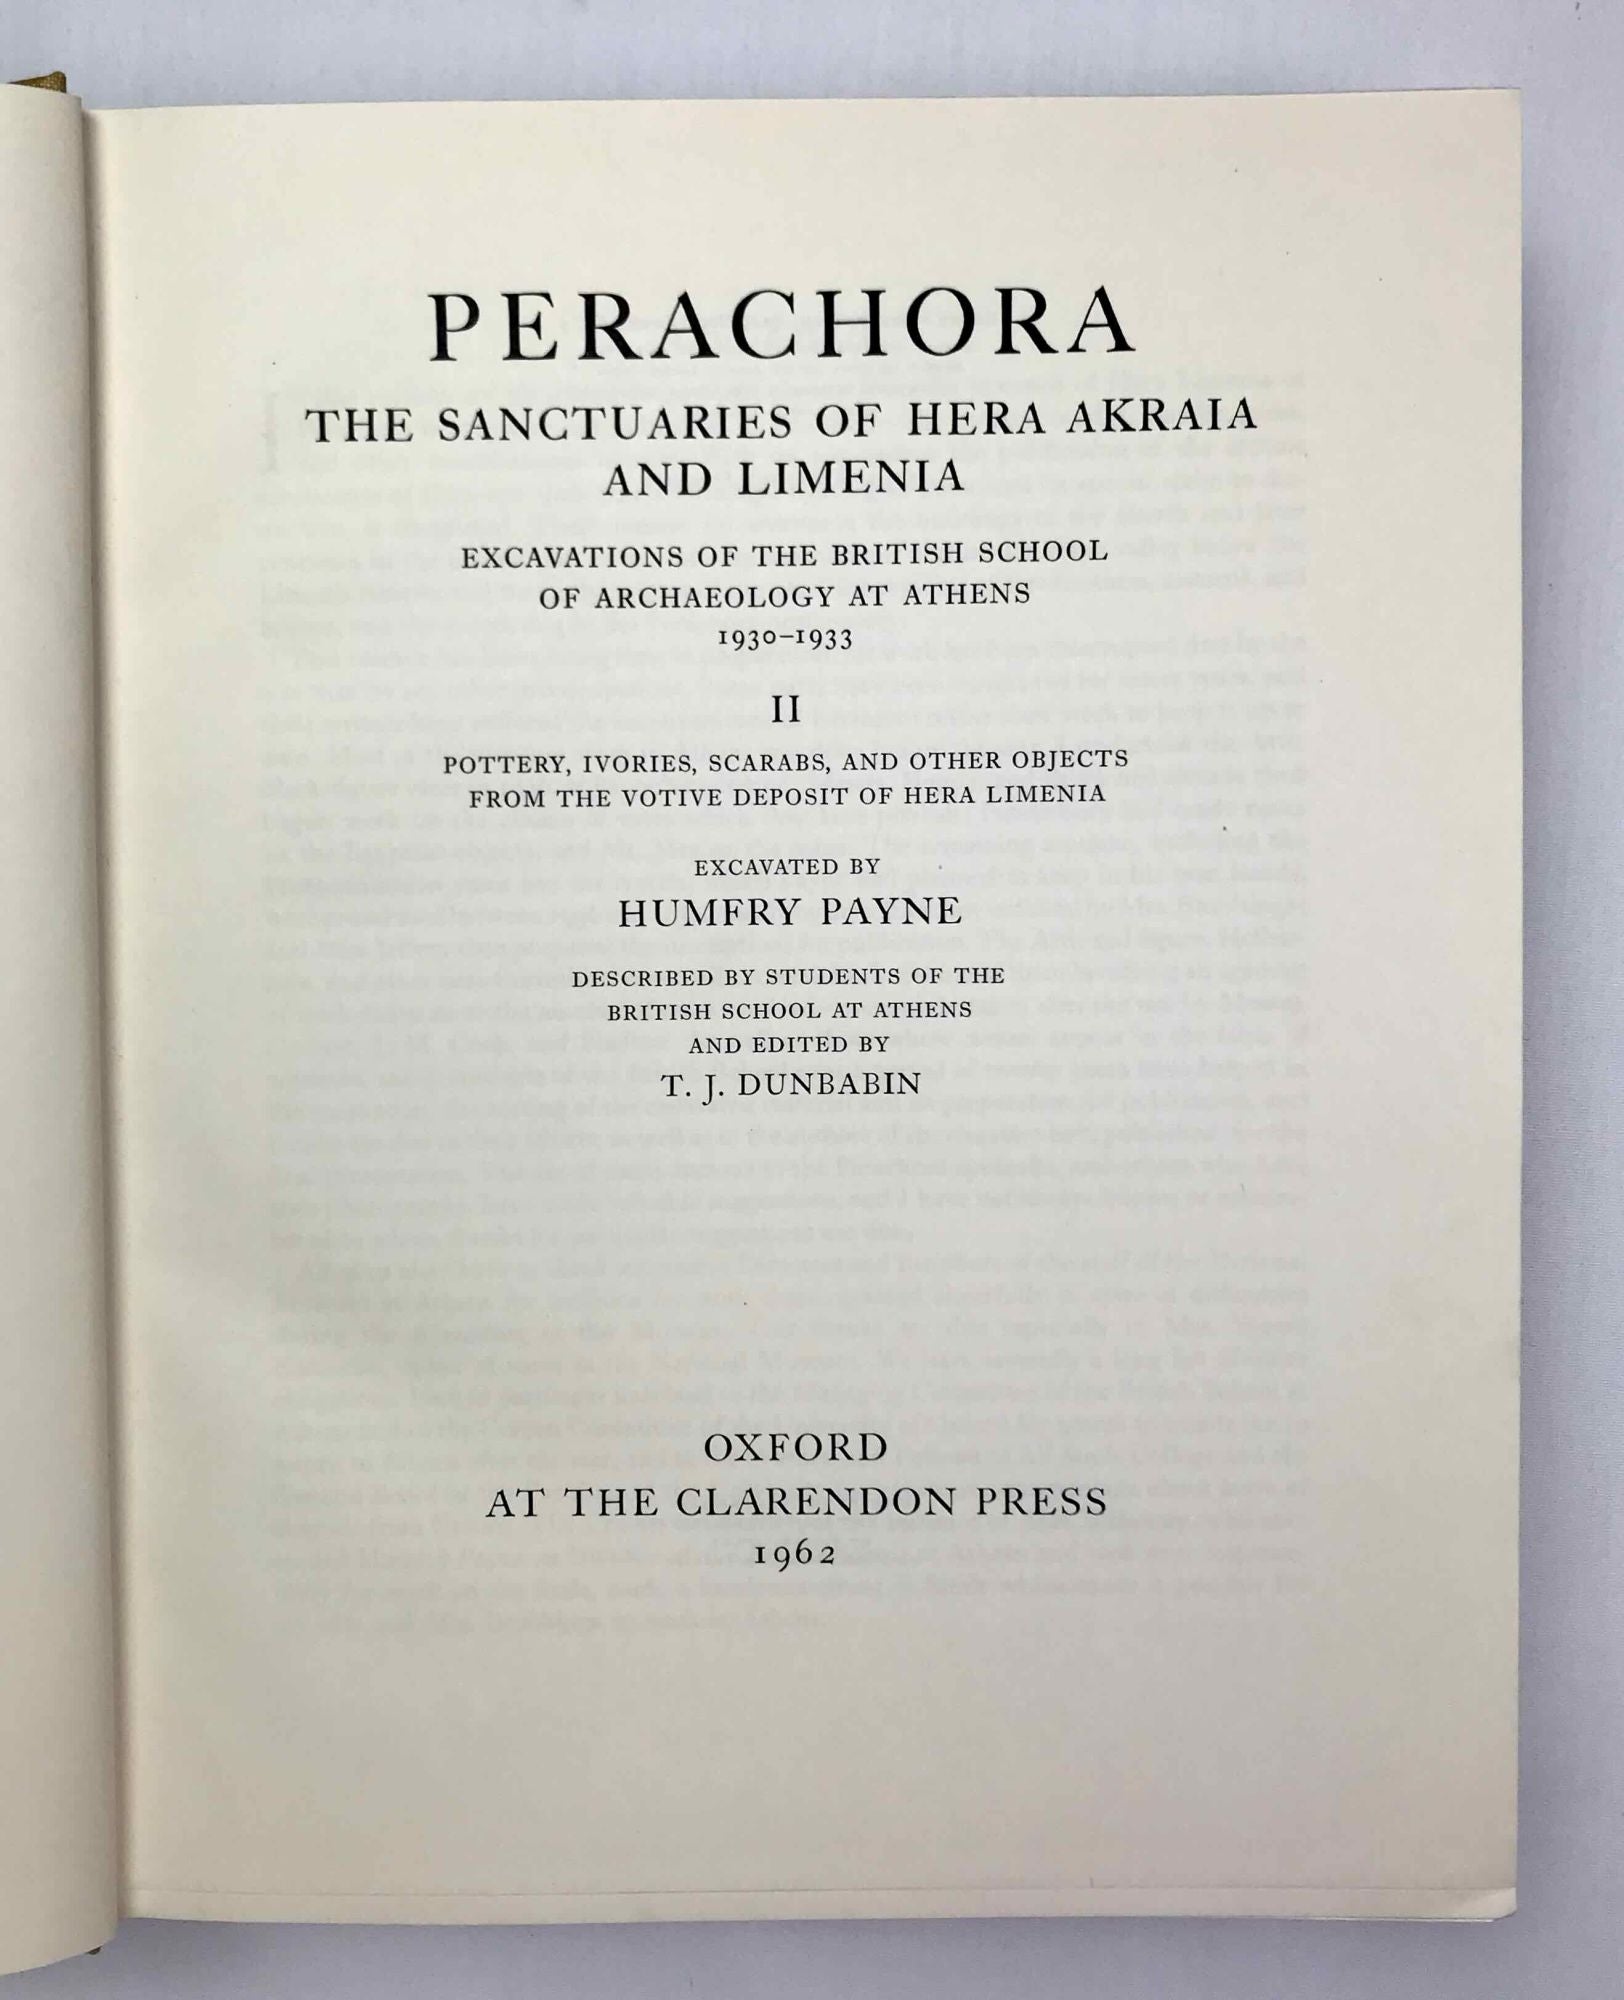 PERACHORA
THE SANCTUARIES OF HERA AKRAIA
AND LIMENIA
EXCAVATIONS OF THE BRITISH SCHOOL
OF ARCHAEOLOGY AT ATHENS
1930–1933
II
POTTERY, IVORIES, SCARABS, AND OTHER OBJECTS
FROM THE VOTIVE DEPOSIT OF HERA LIMENIA
EXCAVATED BY
HUMFRY PAYNE
DESCRIBED BY STUDENTS OF THE
BRITISH SCHOOL AT ATHENS
AND EDITED BY
T. J. DUNBABIN
OXFORD
AT THE CLARENDON PRESS
1962